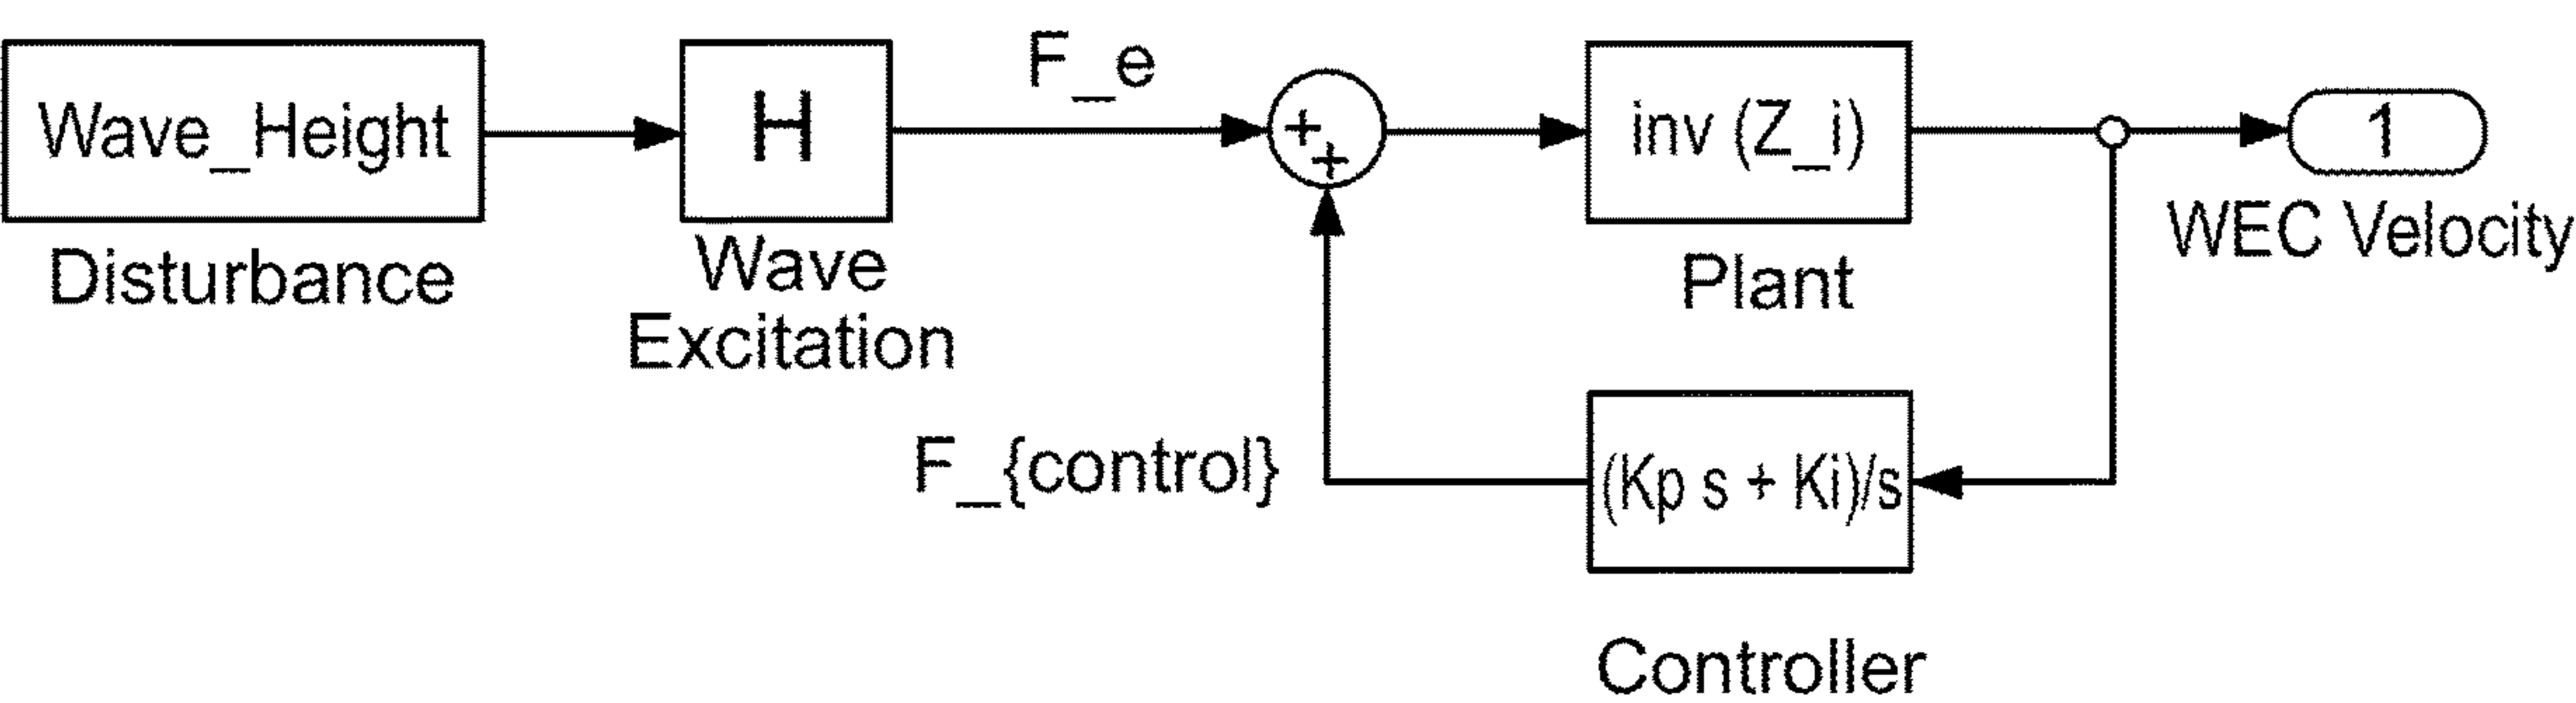 Wave_Height
Disturbance
H
Wave
Excitation
F_e
+
+
inv (Z_i)
Plant
1
WEC Velocity
F_{control}
(Kp s + Ki)/s
Controller